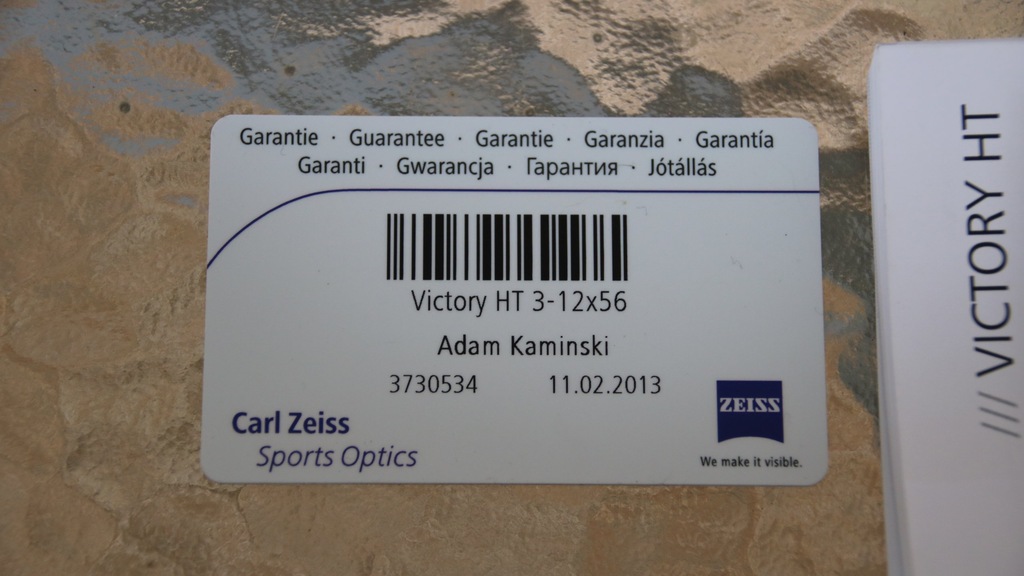 Garantie · Guarantee · Garantie · Garanzia · Garantía
Garanti · Gwarancja · Гарантия · Jótállás
Victory HT 3-12x56
Adam Kaminski
3730534 11.02.2013
Carl Zeiss
Sports Optics
ZEISS
We make it visible.
/// VICTORY HT